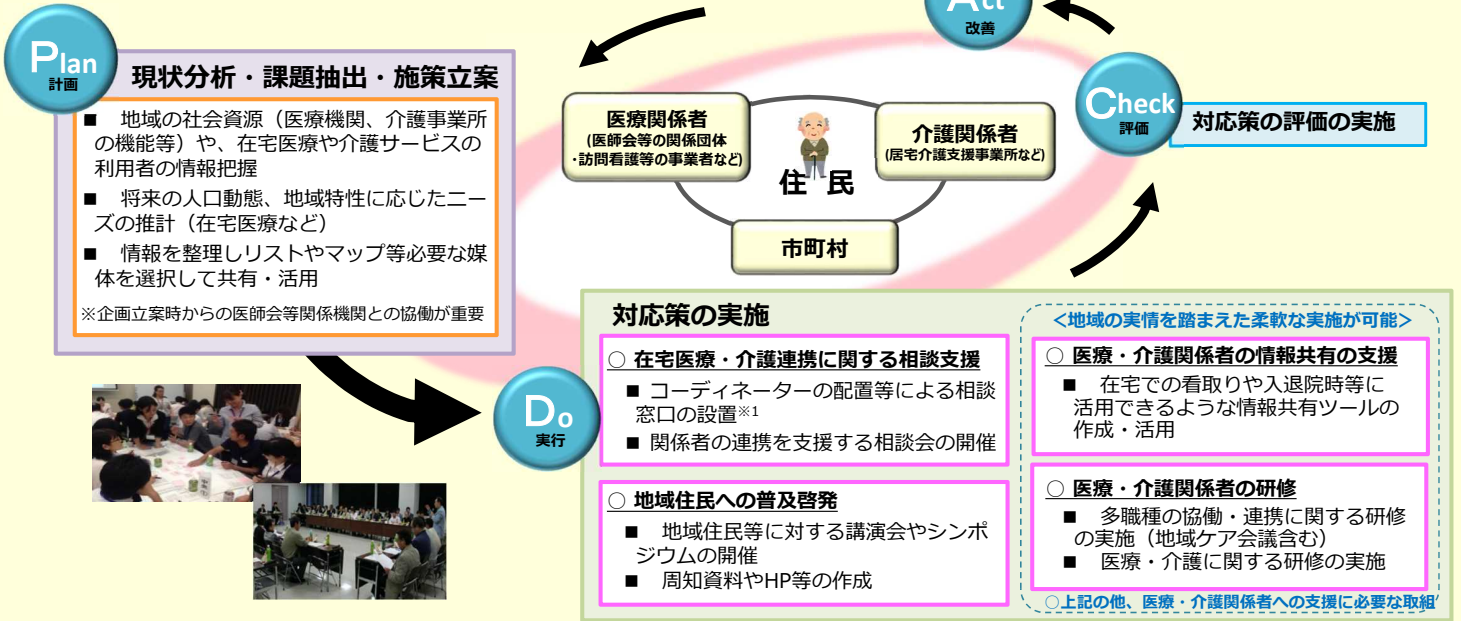 Act
改善
Plan
計画
現状分析・課題抽出・施策立案
■ 地域の社会資源（医療機関、介護事業所
の機能等）や、在宅医療や介護サービスの
利用者の情報把握
■ 将来の人口動態、地域特性に応じたニー
ズの推計（在宅医療など）
■ 情報を整理しリストやマップ等必要な媒
体を選択して共有・活用
※企画立案時からの医師会等関係機関との協働が重要
医療関係者
(医師会等の関係団体
・訪問看護等の事業者など)
介護関係者
(居宅介護支援事業所など)
住 民
市町村
Check
評価
対応策の評価の実施
Do
実行
対応策の実施
○ 在宅医療・介護連携に関する相談支援
■ コーディネーターの配置等による相談
窓口の設置※1
■ 関係者の連携を支援する相談会の開催
○ 地域住民への普及啓発
■ 地域住民等に対する講演会やシンポ
ジウムの開催
■ 周知資料やHP等の作成
＜地域の実情を踏まえた柔軟な実施が可能＞
○ 医療・介護関係者の情報共有の支援
■ 在宅での看取りや入退院時等に
活用できるような情報共有ツールの
作成・活用
○ 医療・介護関係者の研修
■ 多職種の協働・連携に関する研修
の実施（地域ケア会議含む）
■ 医療・介護に関する研修の実施
○上記の他、医療・介護関係者への支援に必要な取組